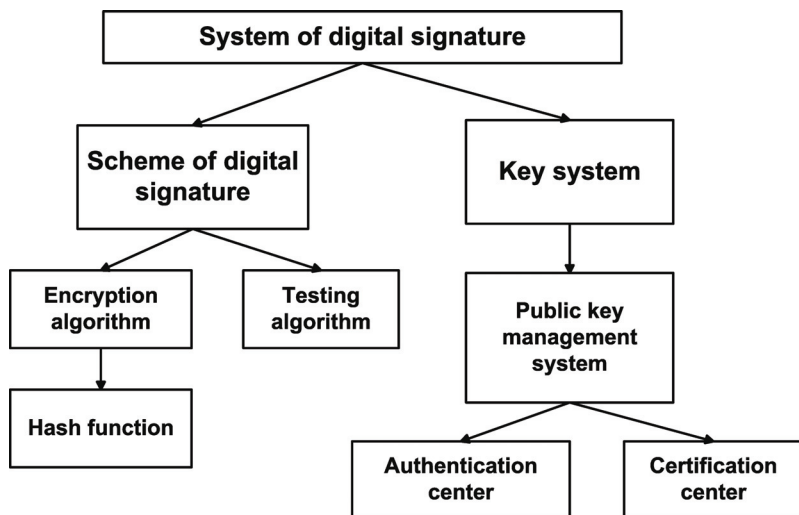 System of digital signature
Scheme of digital
signature
Key system
Encryption
algorithm
Testing
algorithm
Public key
management
system
Hash function
Authentication
center
Certification
center